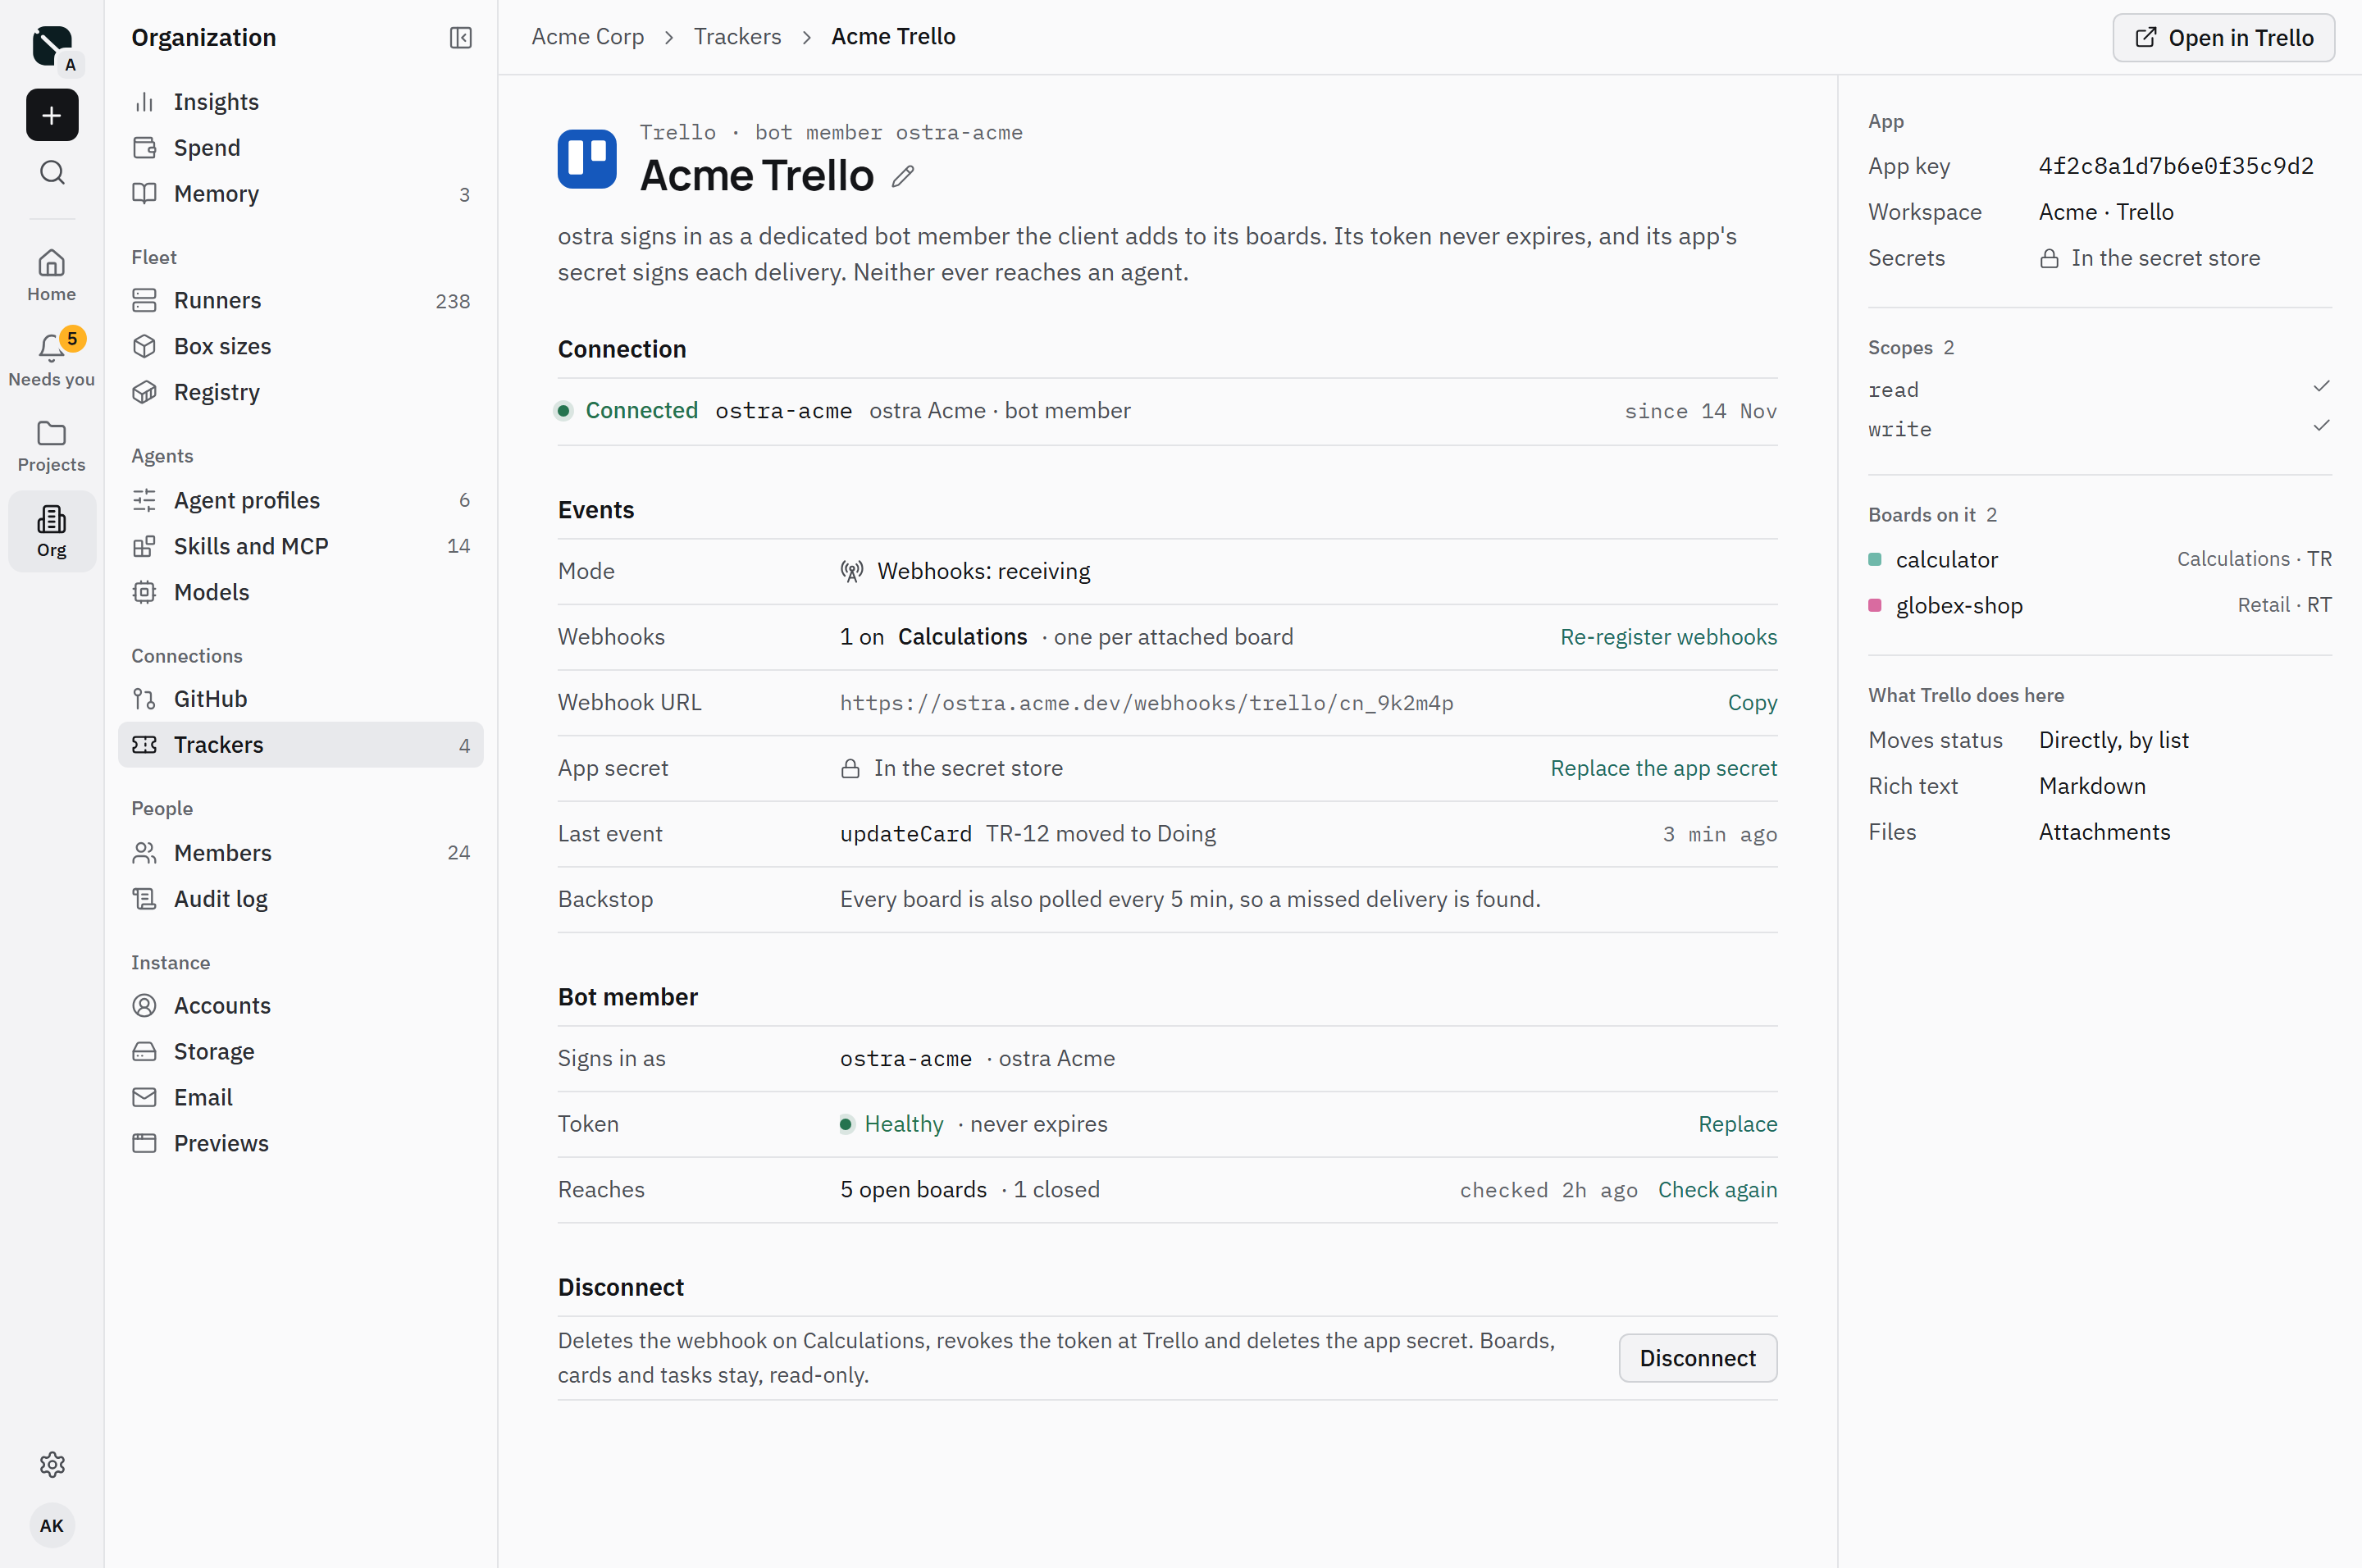 A
Home
5
Needs you
Projects
Org
AK
Organization
Insights
Spend
Memory 3
Fleet
Runners 238
Box sizes
Registry
Agents
Agent profiles 6
Skills and MCP 14
Models
Connections
GitHub
Trackers 4
People
Members 24
Audit log
Instance
Accounts
Storage
Email
Previews
Acme Corp > Trackers > Acme Trello
Open in Trello
Trello · bot member ostra-acme
Acme Trello
ostra signs in as a dedicated bot member the client adds to its boards. Its token never expires, and its app's
secret signs each delivery. Neither ever reaches an agent.
Connection
Connected ostra-acme ostra Acme · bot member since 14 Nov
Events
Mode Webhooks: receiving
Webhooks 1 on Calculations · one per attached board Re-register webhooks
Webhook URL https://ostra.acme.dev/webhooks/trello/cn_9k2m4p Copy
App secret In the secret store Replace the app secret
Last event updateCard TR-12 moved to Doing 3 min ago
Backstop Every board is also polled every 5 min, so a missed delivery is found.
Bot member
Signs in as ostra-acme · ostra Acme
Token Healthy · never expires Replace
Reaches 5 open boards · 1 closed checked 2h ago Check again
Disconnect
Deletes the webhook on Calculations, revokes the token at Trello and deletes the app secret. Boards,
cards and tasks stay, read-only.
Disconnect
App
App key 4f2c8a1d7b6e0f35c9d2
Workspace Acme · Trello
Secrets In the secret store
Scopes 2
read
write
Boards on it 2
calculator Calculations · TR
globex-shop Retail · RT
What Trello does here
Moves status Directly, by list
Rich text Markdown
Files Attachments